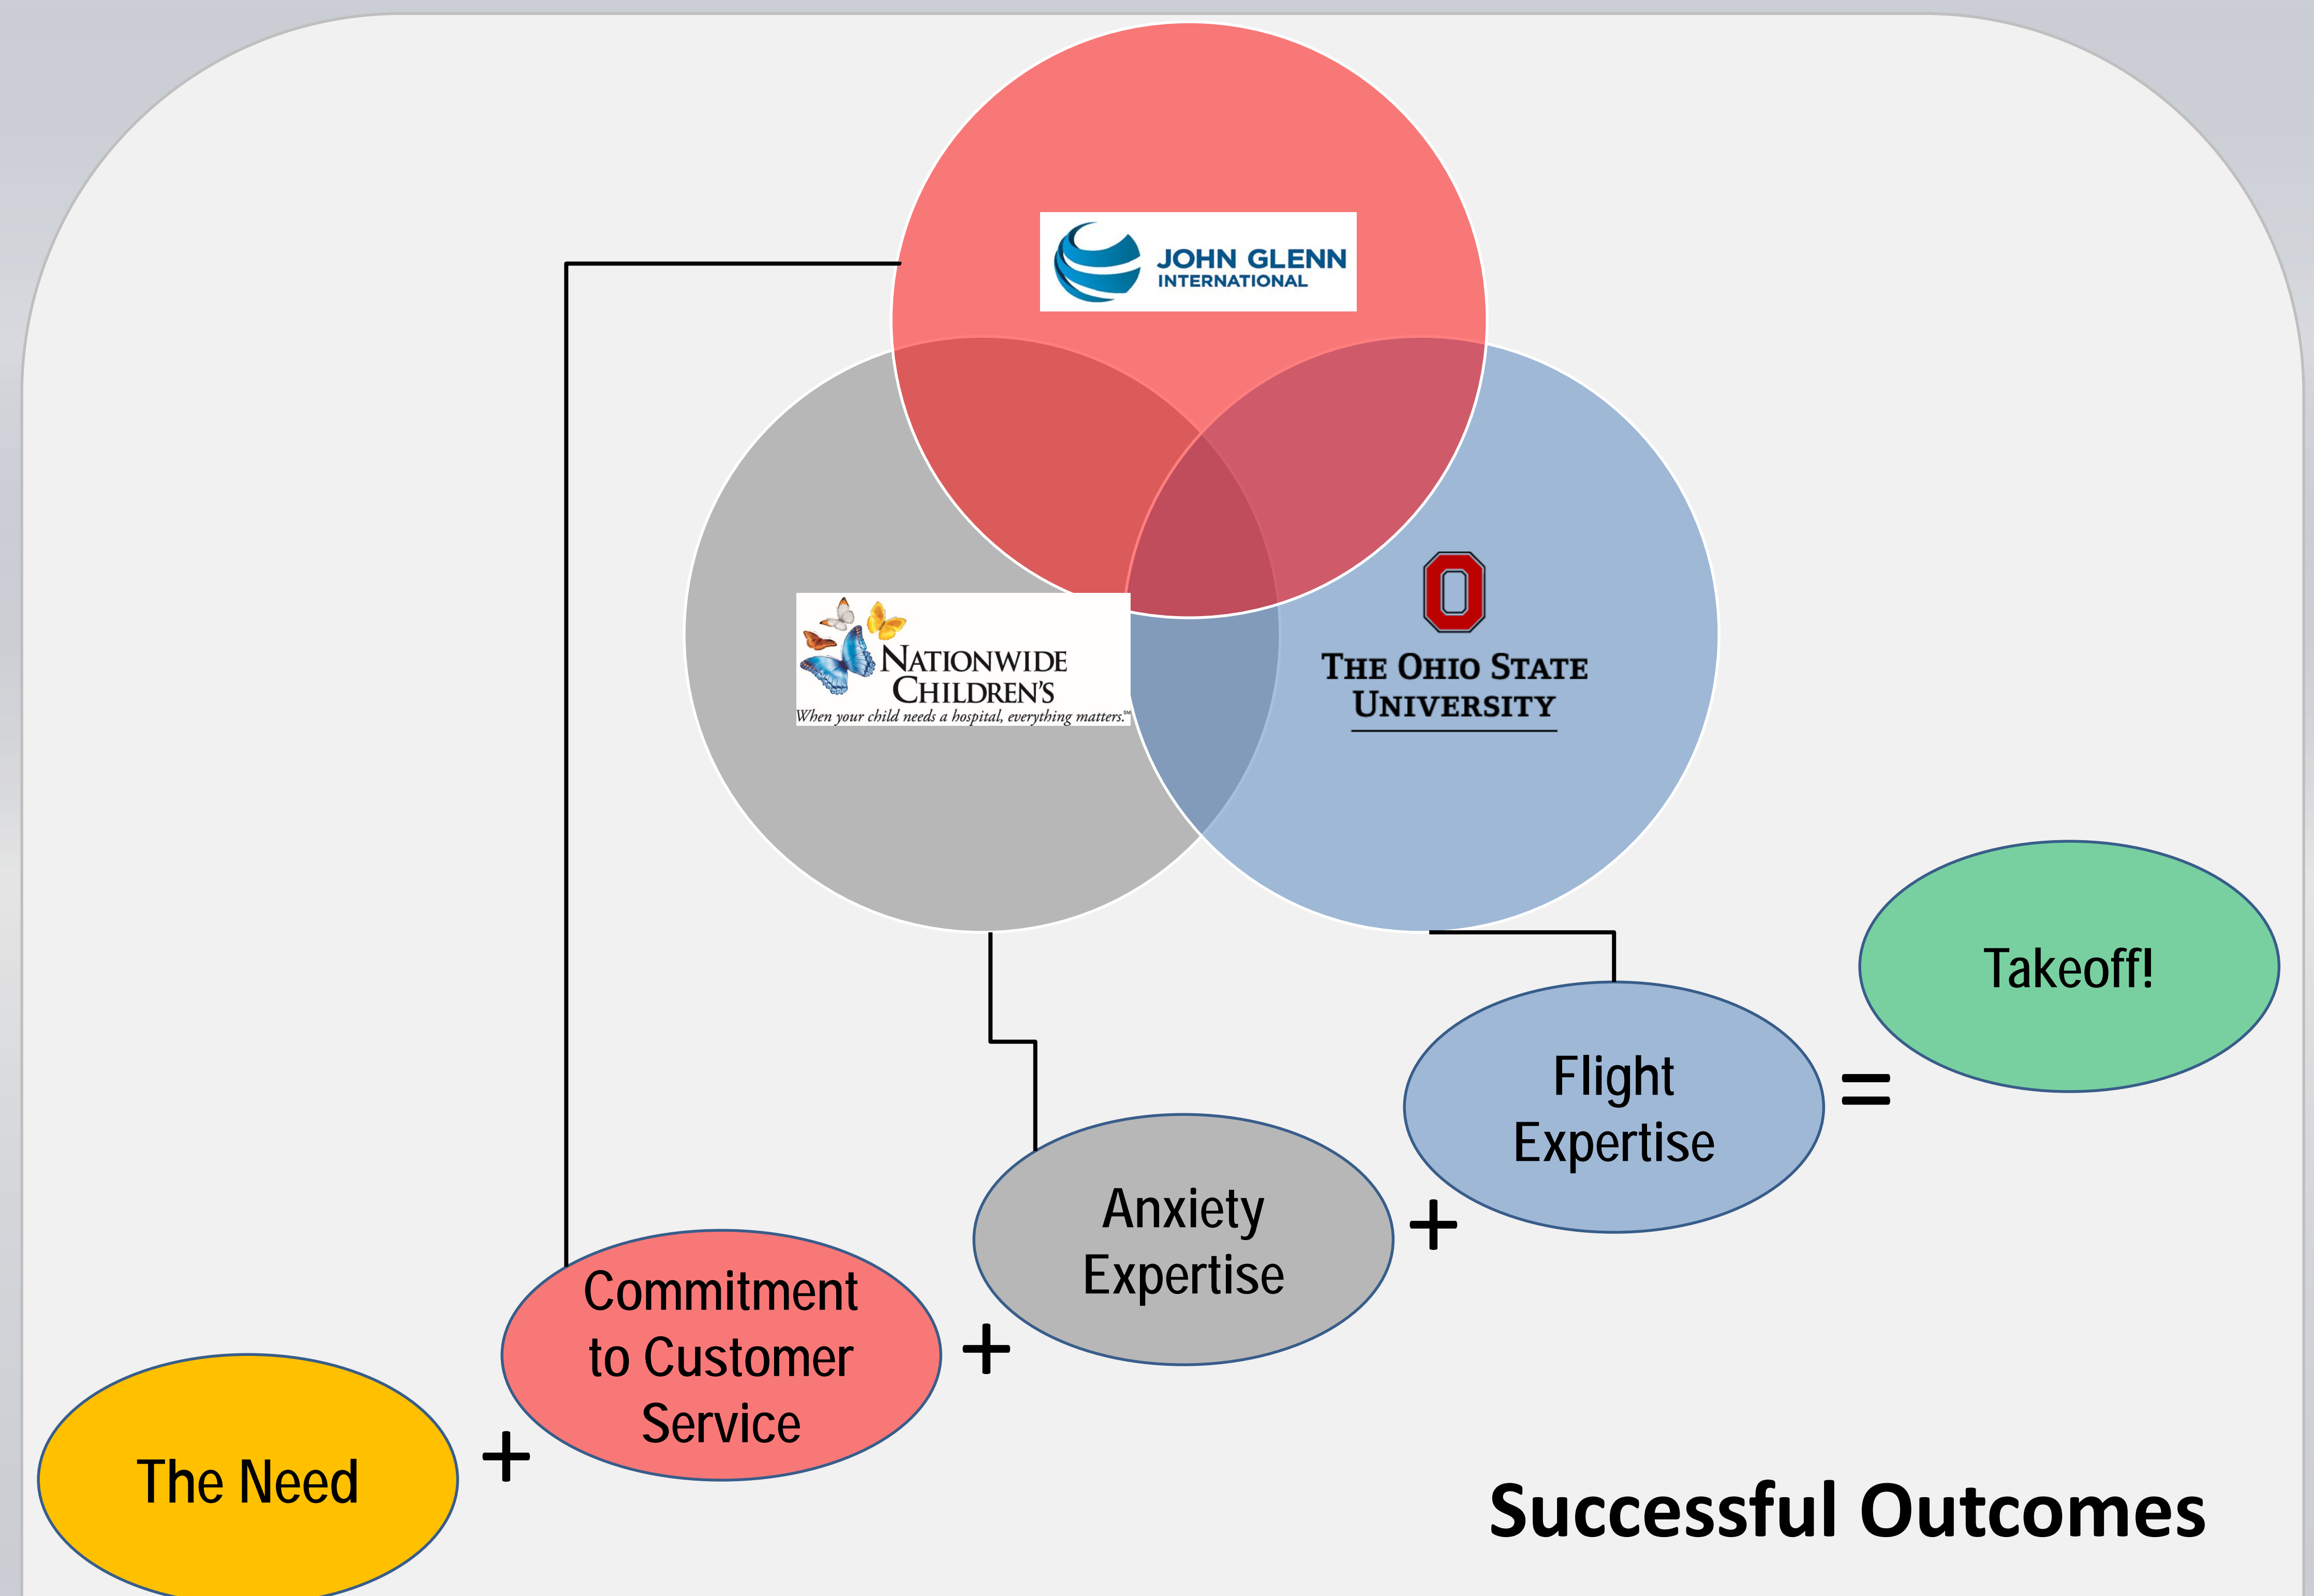 JOHN GLENN
INTERNATIONAL
NATIONWIDE
CHILDREN'S
When your child needs a hospital, everything matters.℠
THE OHIO STATE
UNIVERSITY
Takeoff!
Flight
Expertise
=
Anxiety
Expertise
+
Commitment
to Customer
Service
+
The Need
+
Successful Outcomes